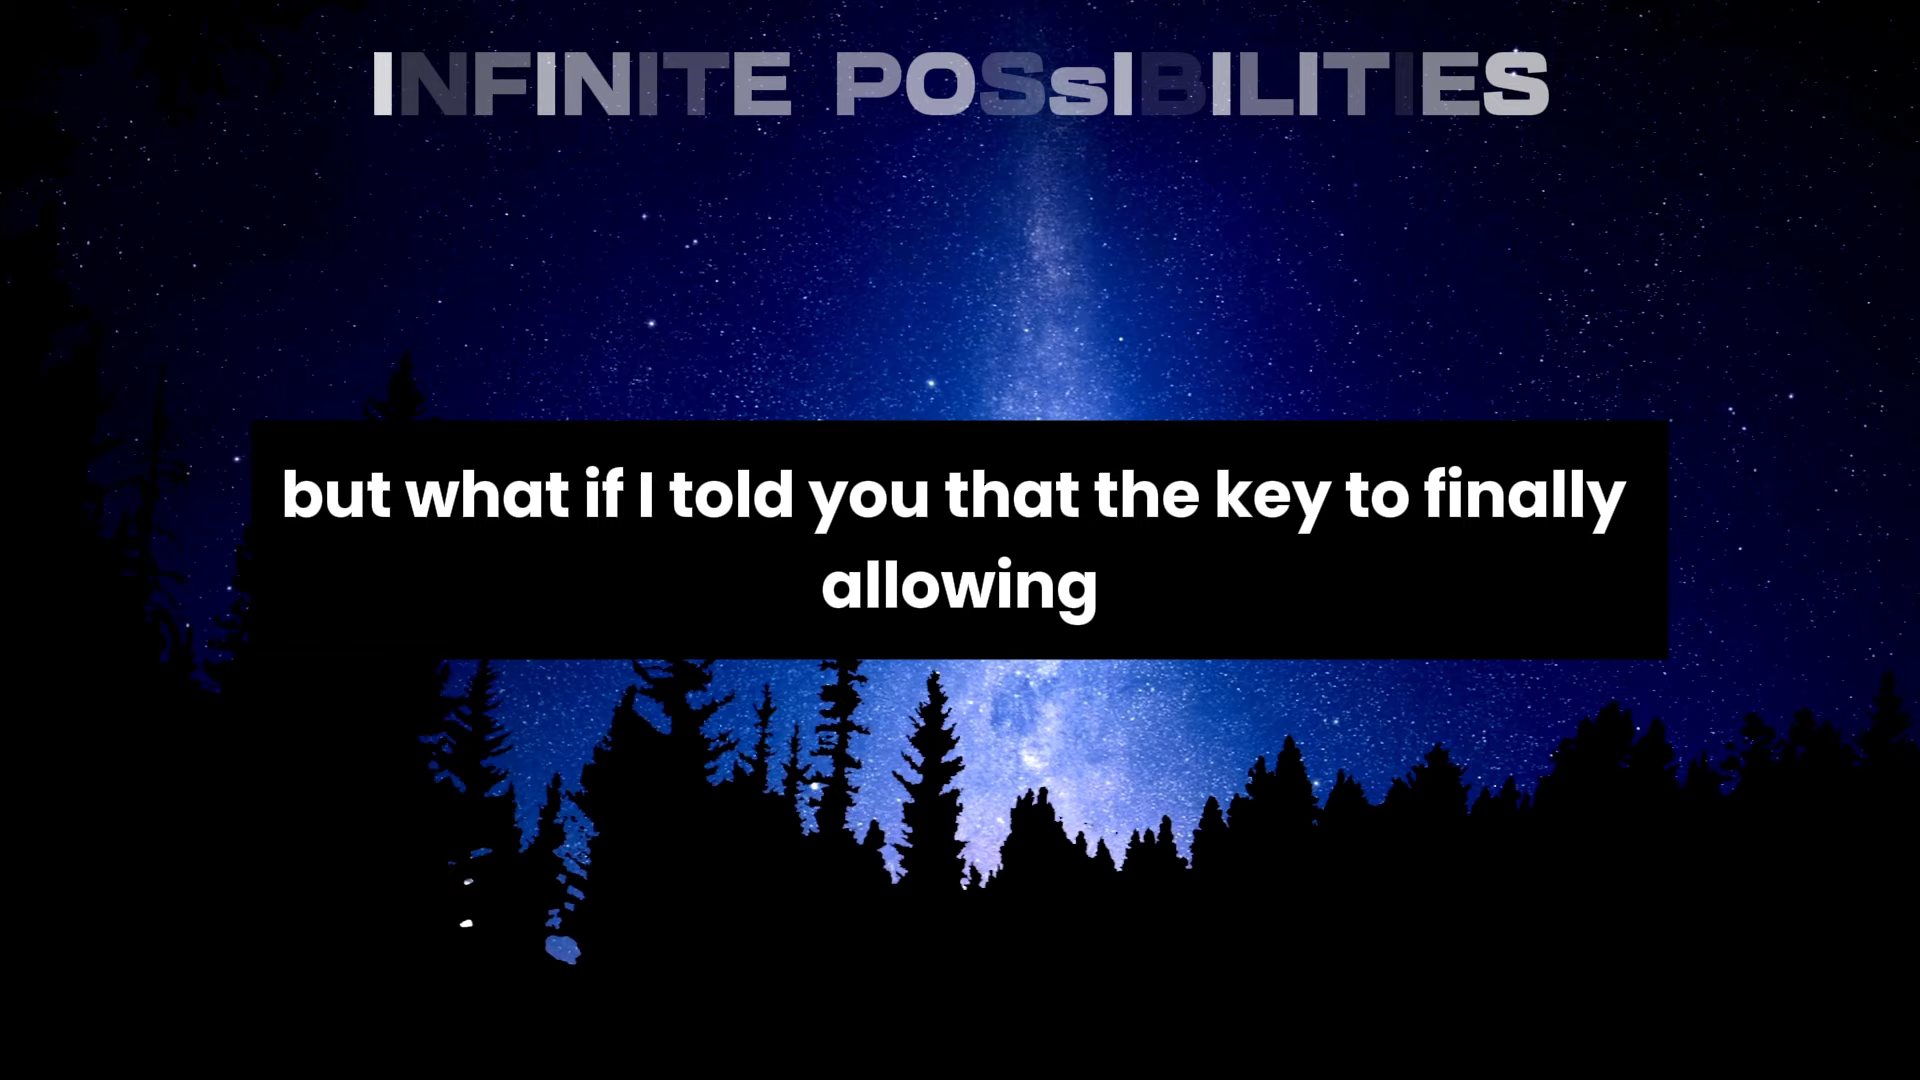 INFINITE POSsIBILITIES
but what if I told you that the key to finally
allowing